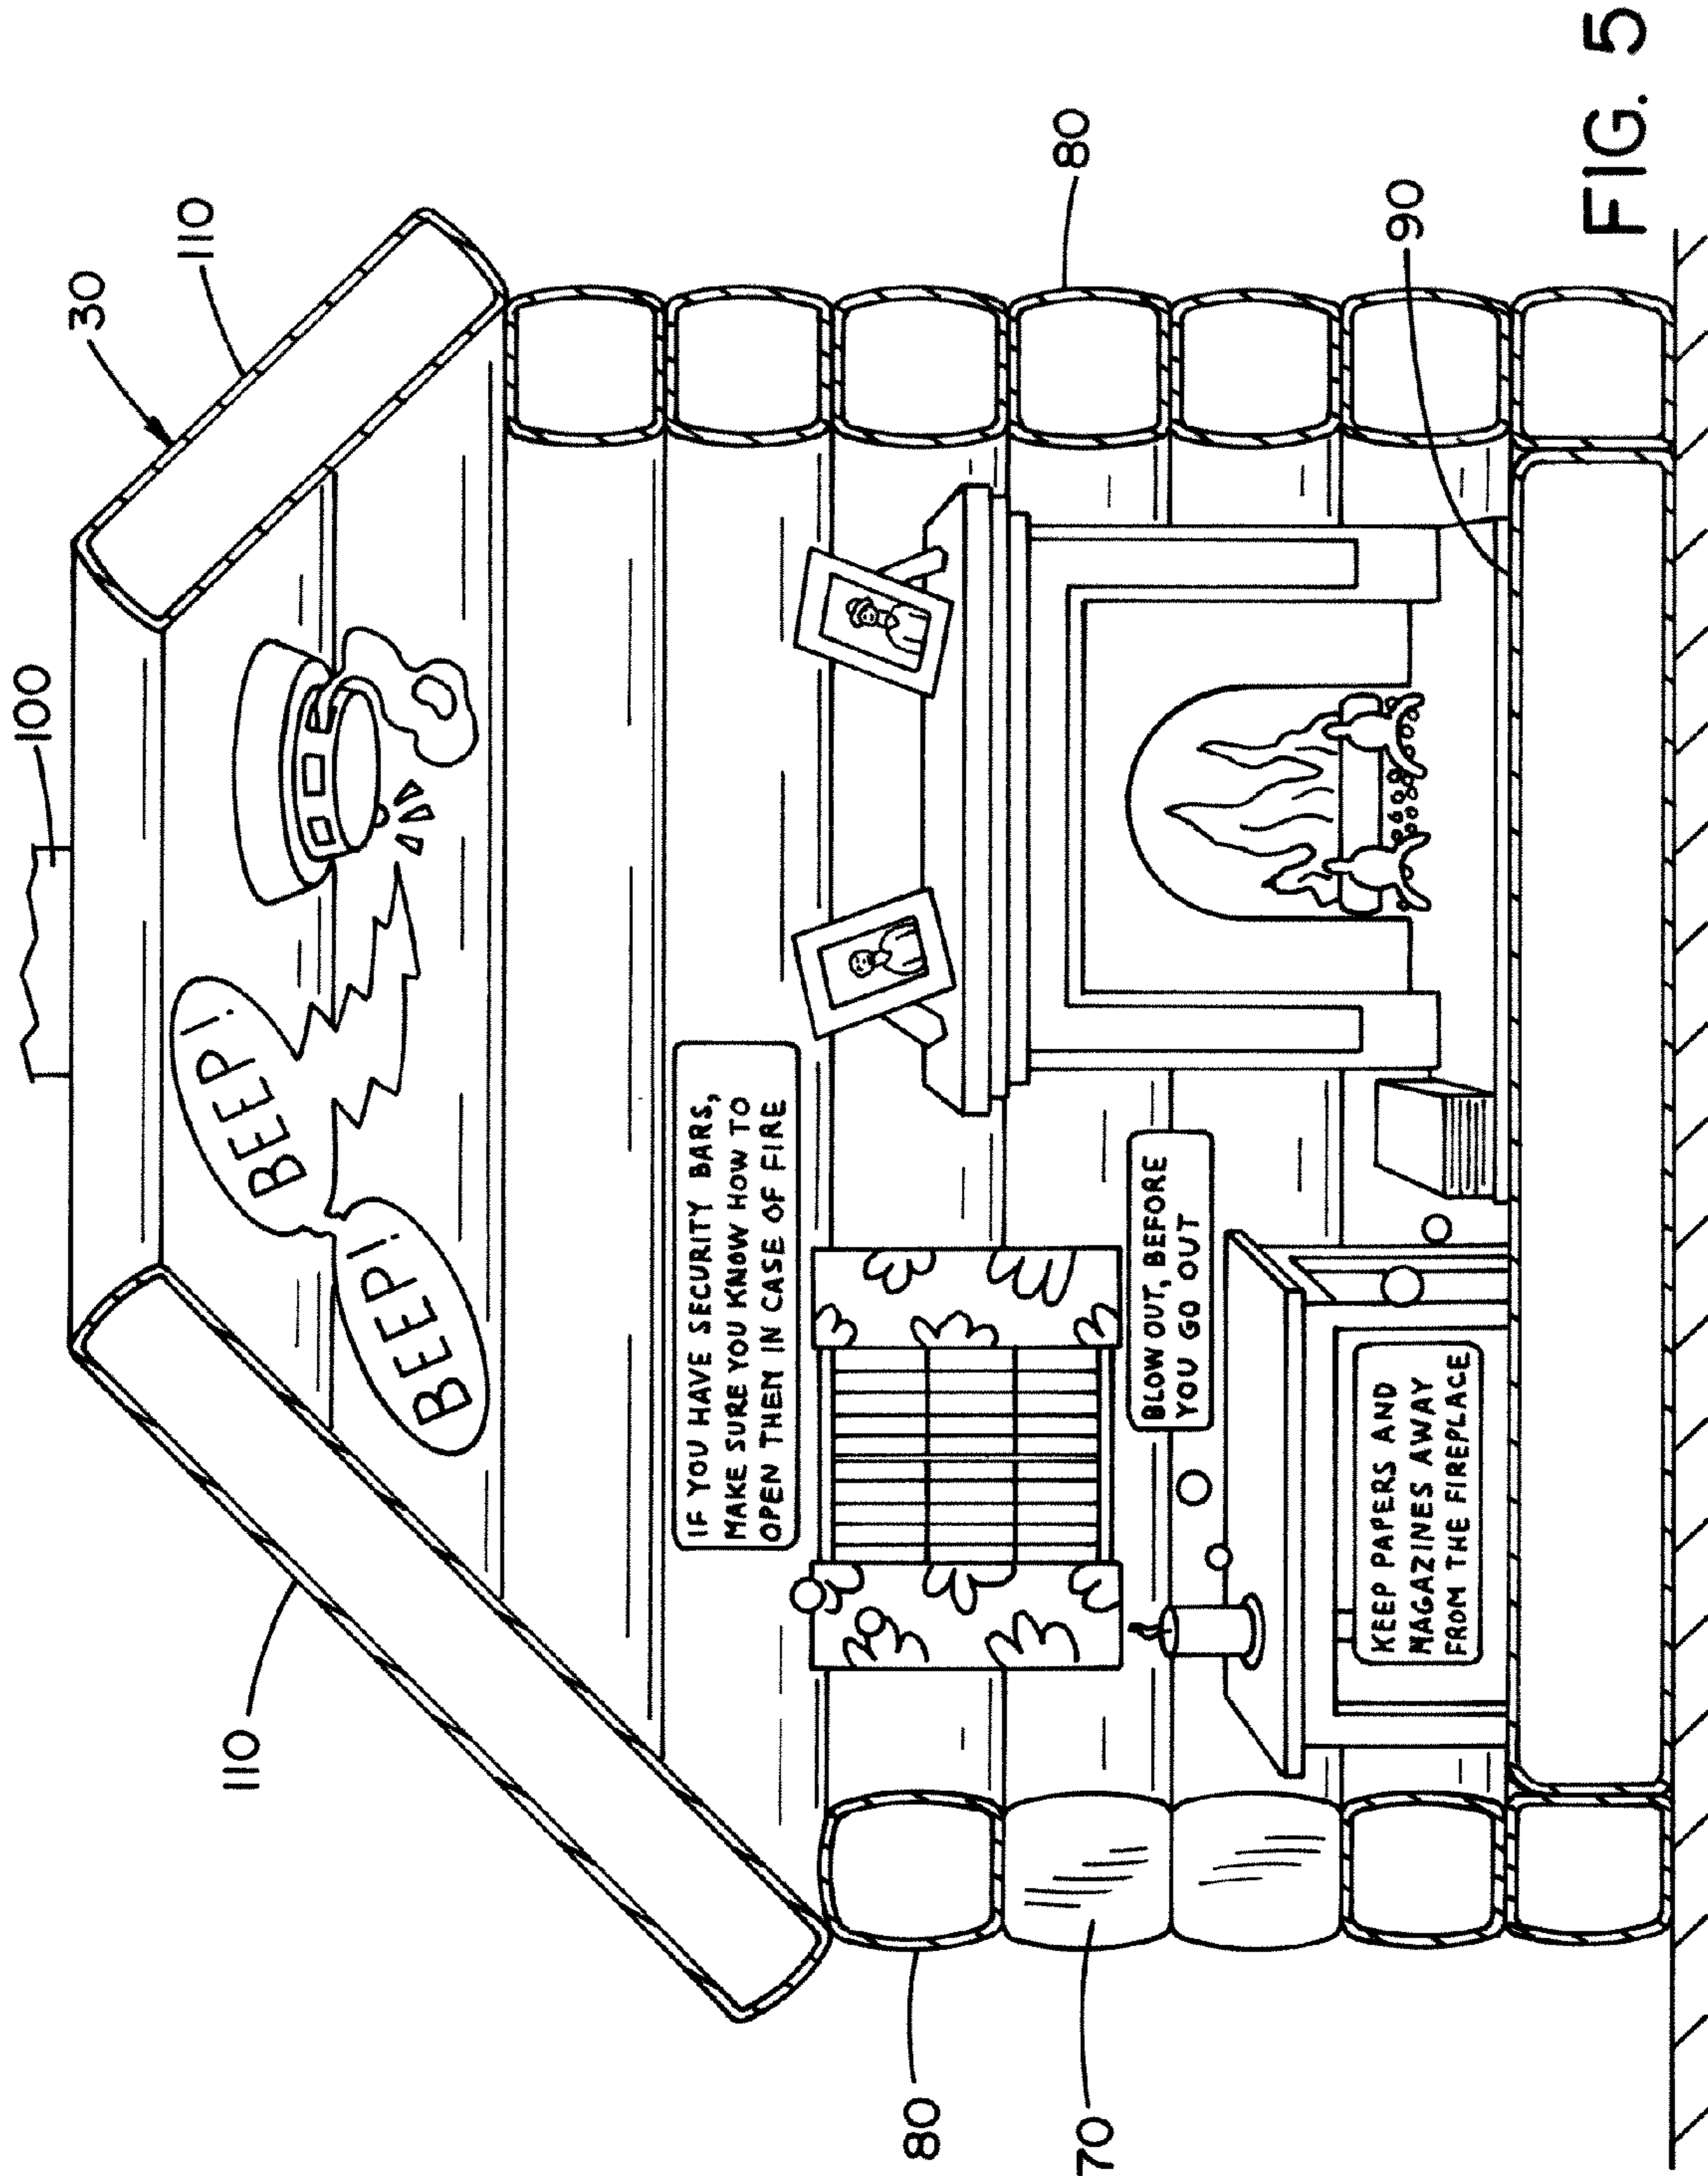 100
30
110
110
BEEP!
BEEP!
IF YOU HAVE SECURITY BARS,
MAKE SURE YOU KNOW HOW TO
OPEN THEM IN CASE OF FIRE
80
80
70
BLOW OUT, BEFORE
YOU GO OUT
KEEP PAPERS AND
MAGAZINES AWAY
FROM THE FIREPLACE
90
FIG. 5